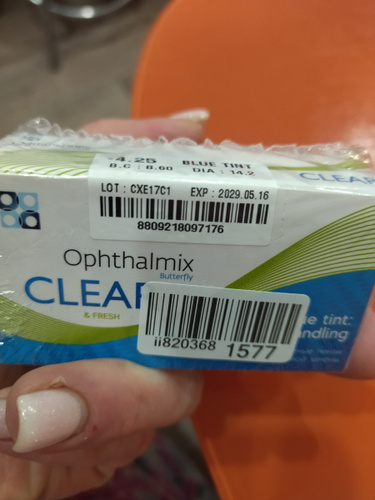 -4.25 BLUE TINT
B.C : 8.60 DIA : 14.2
CLEAR
LOT : CXE17C1 EXP : 2029.05.16
8809218097176
Ophthalmix
Butterfly
CLEAR
& FRESH
ue tint:
ndling
ii820368 1577